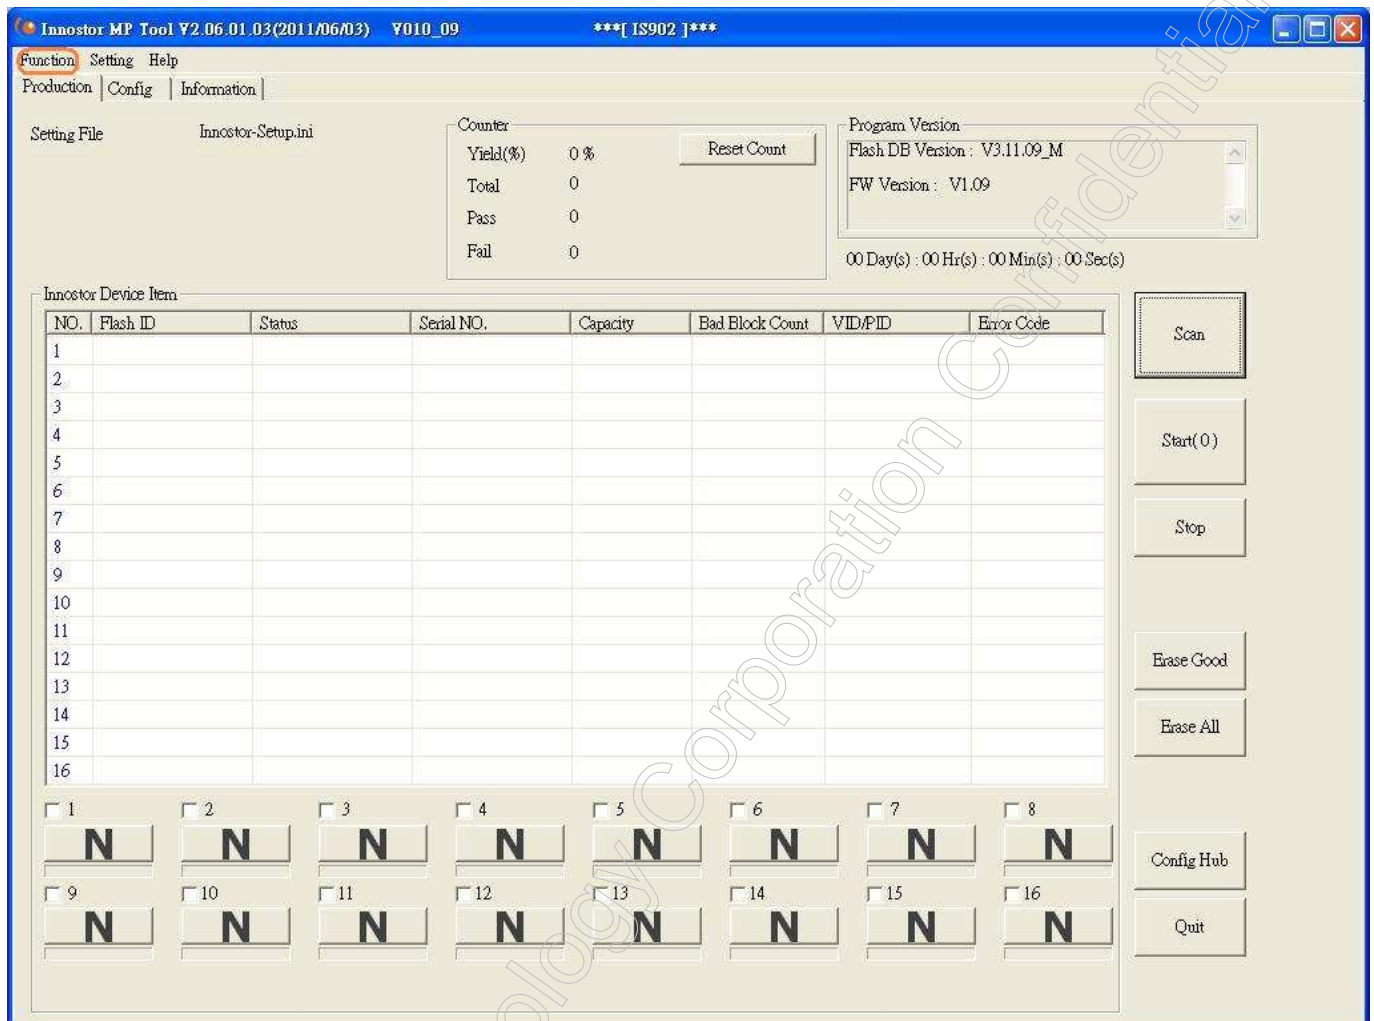 Innostor MP Tool V2.06.01.03(2011/06/03) V010_09 ***[ IS902 ]***
Function Setting Help
Production Config Information
Setting File Innostor-Setup.ini
Counter
Yield(%) 0 %
Reset Count
Total 0
Pass 0
Fail 0
Program Version
Flash DB Version : V3.11.09_M
FW Version : V1.09
00 Day(s) : 00 Hr(s) : 00 Min(s) : 00 Sec(s)
Innostor Device Item
NO. Flash ID Status Serial NO. Capacity Bad Block Count VID/PID Error Code
1
2
3
4
5
6
7
8
9
10
11
12
13
14
15
16
Scan
Start( 0 )
Stop
Erase Good
Erase All
Config Hub
Quit
1 2 3 4 5 6 7 8
N N N N N N N N
9 10 11 12 13 14 15 16
N N N N N N N N
Corporation Confidential